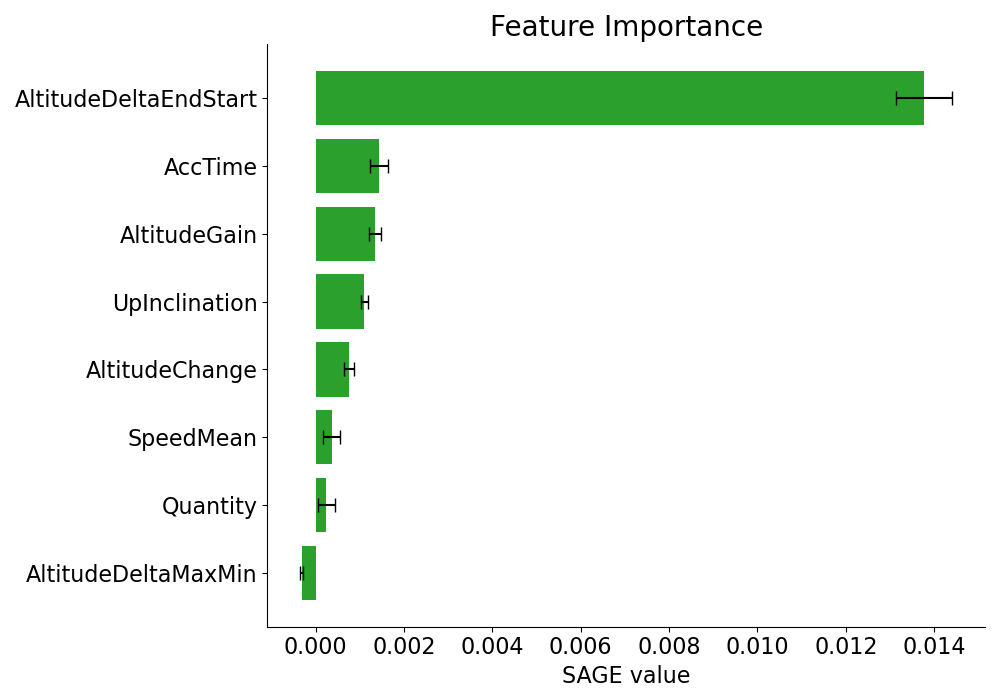 Feature Importance
AltitudeDeltaEndStart
AccTime
AltitudeGain
UpInclination
AltitudeChange
SpeedMean
Quantity
AltitudeDeltaMaxMin
0.000 0.002 0.004 0.006 0.008 0.010 0.012 0.014
SAGE value